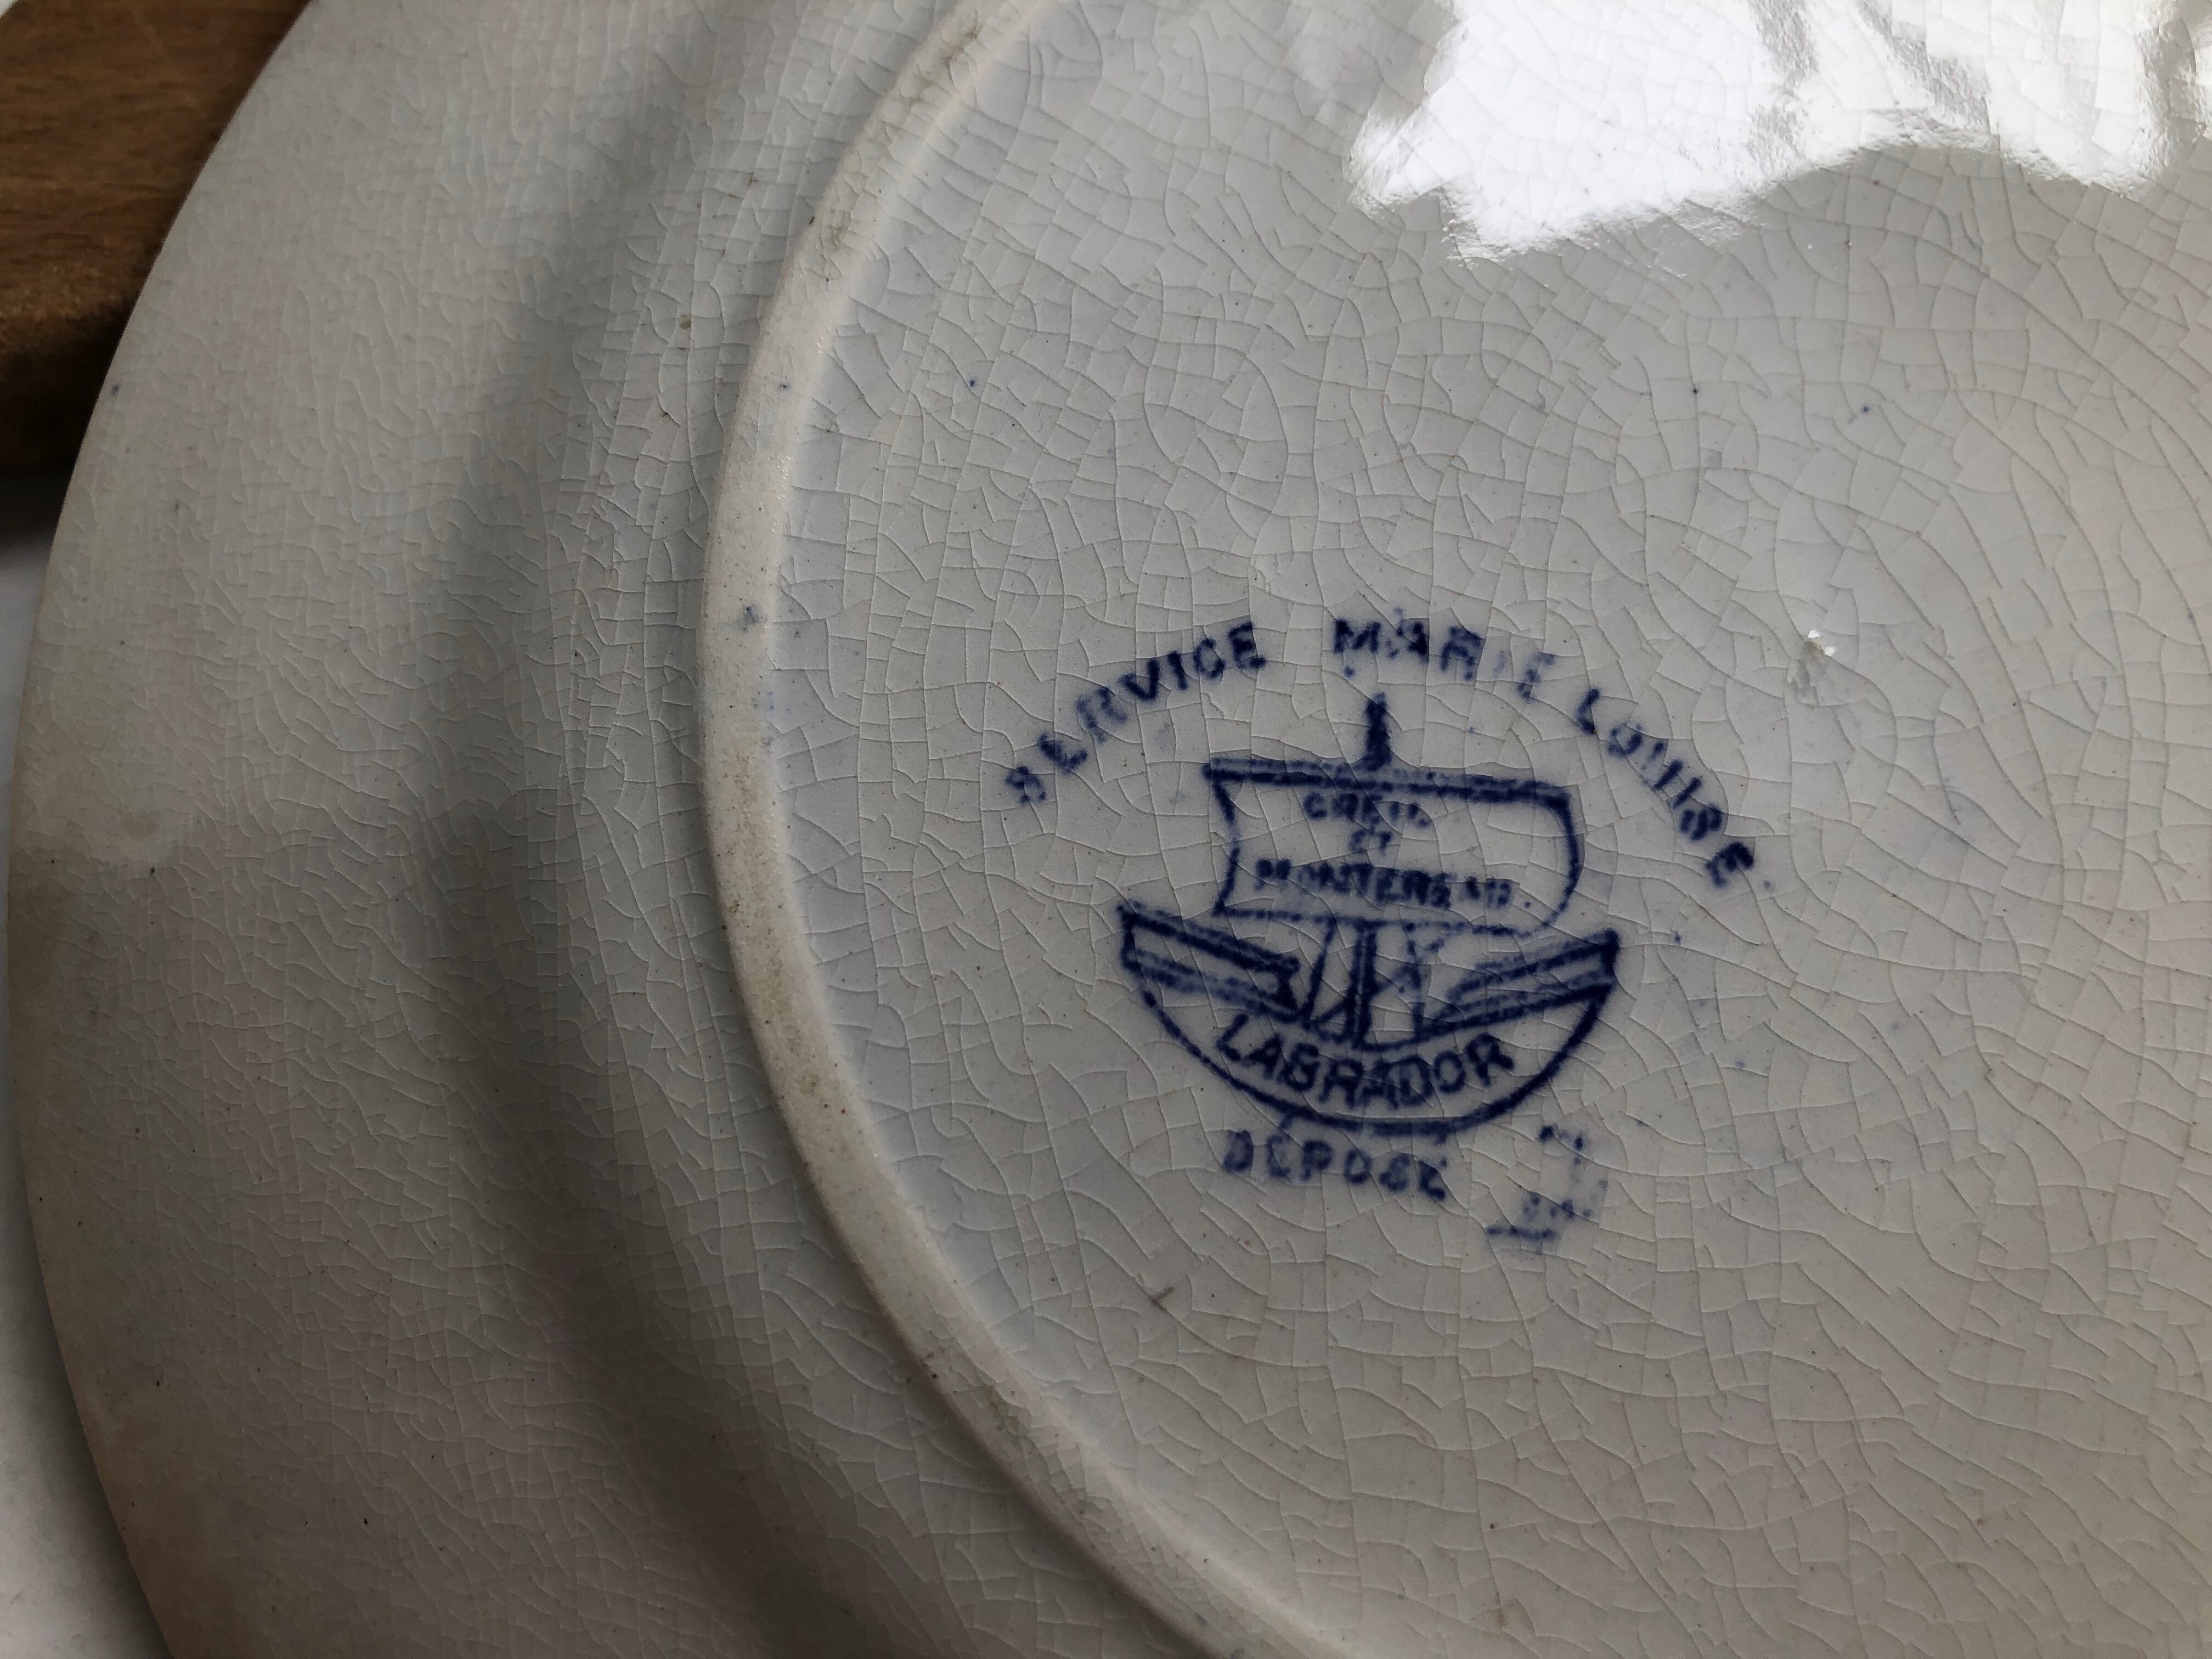 SERVICE MARIE LOUISE
CREIL
ET
MONTEREAU
LABRADOR
DÉPOSÉ